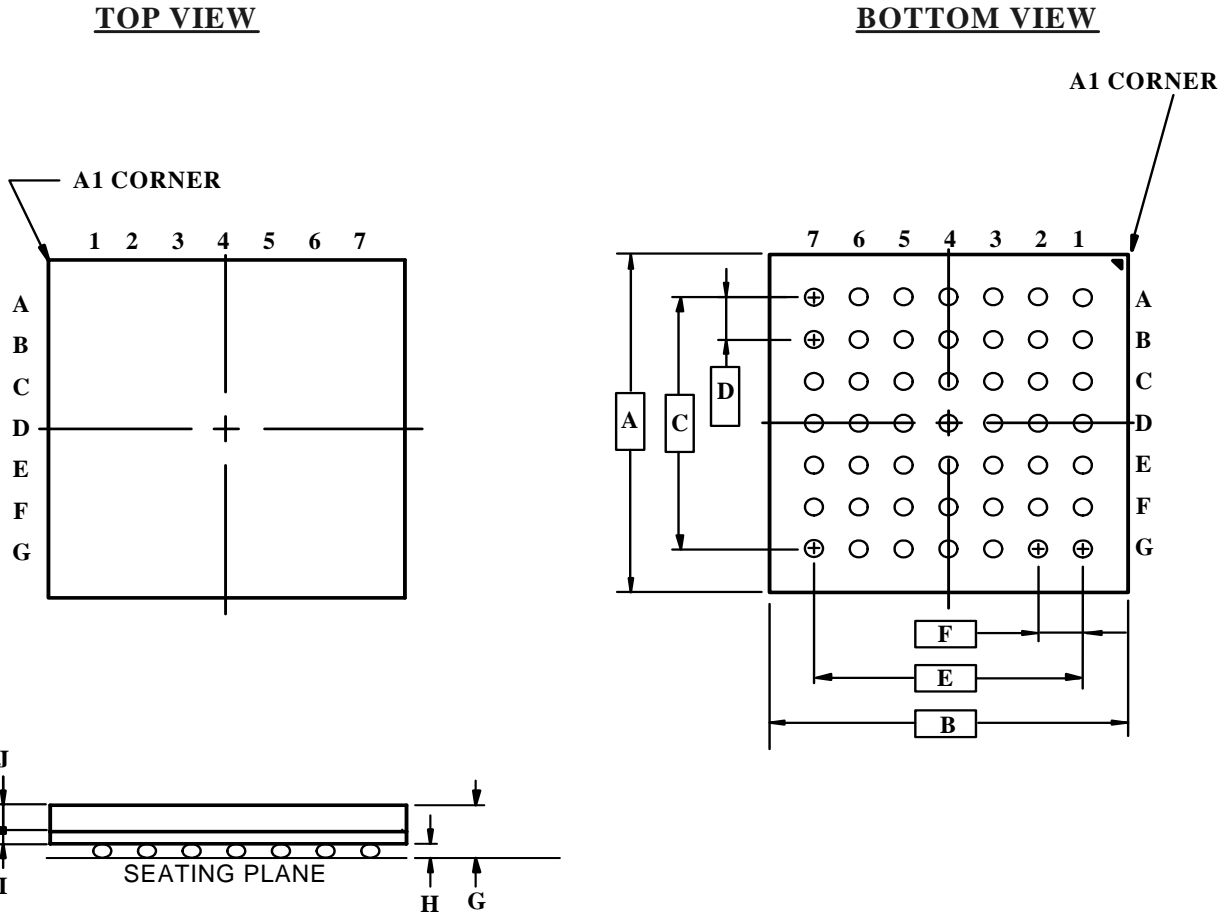 TOP VIEW
BOTTOM VIEW
A1 CORNER
A1 CORNER
1 2 3 4 5 6 7
A
B
C
D
E
F
G
7 6 5 4 3 2 1
A
B
C
D
E
F
G
A
C
D
F
E
B
J
I
SEATING PLANE
H
G